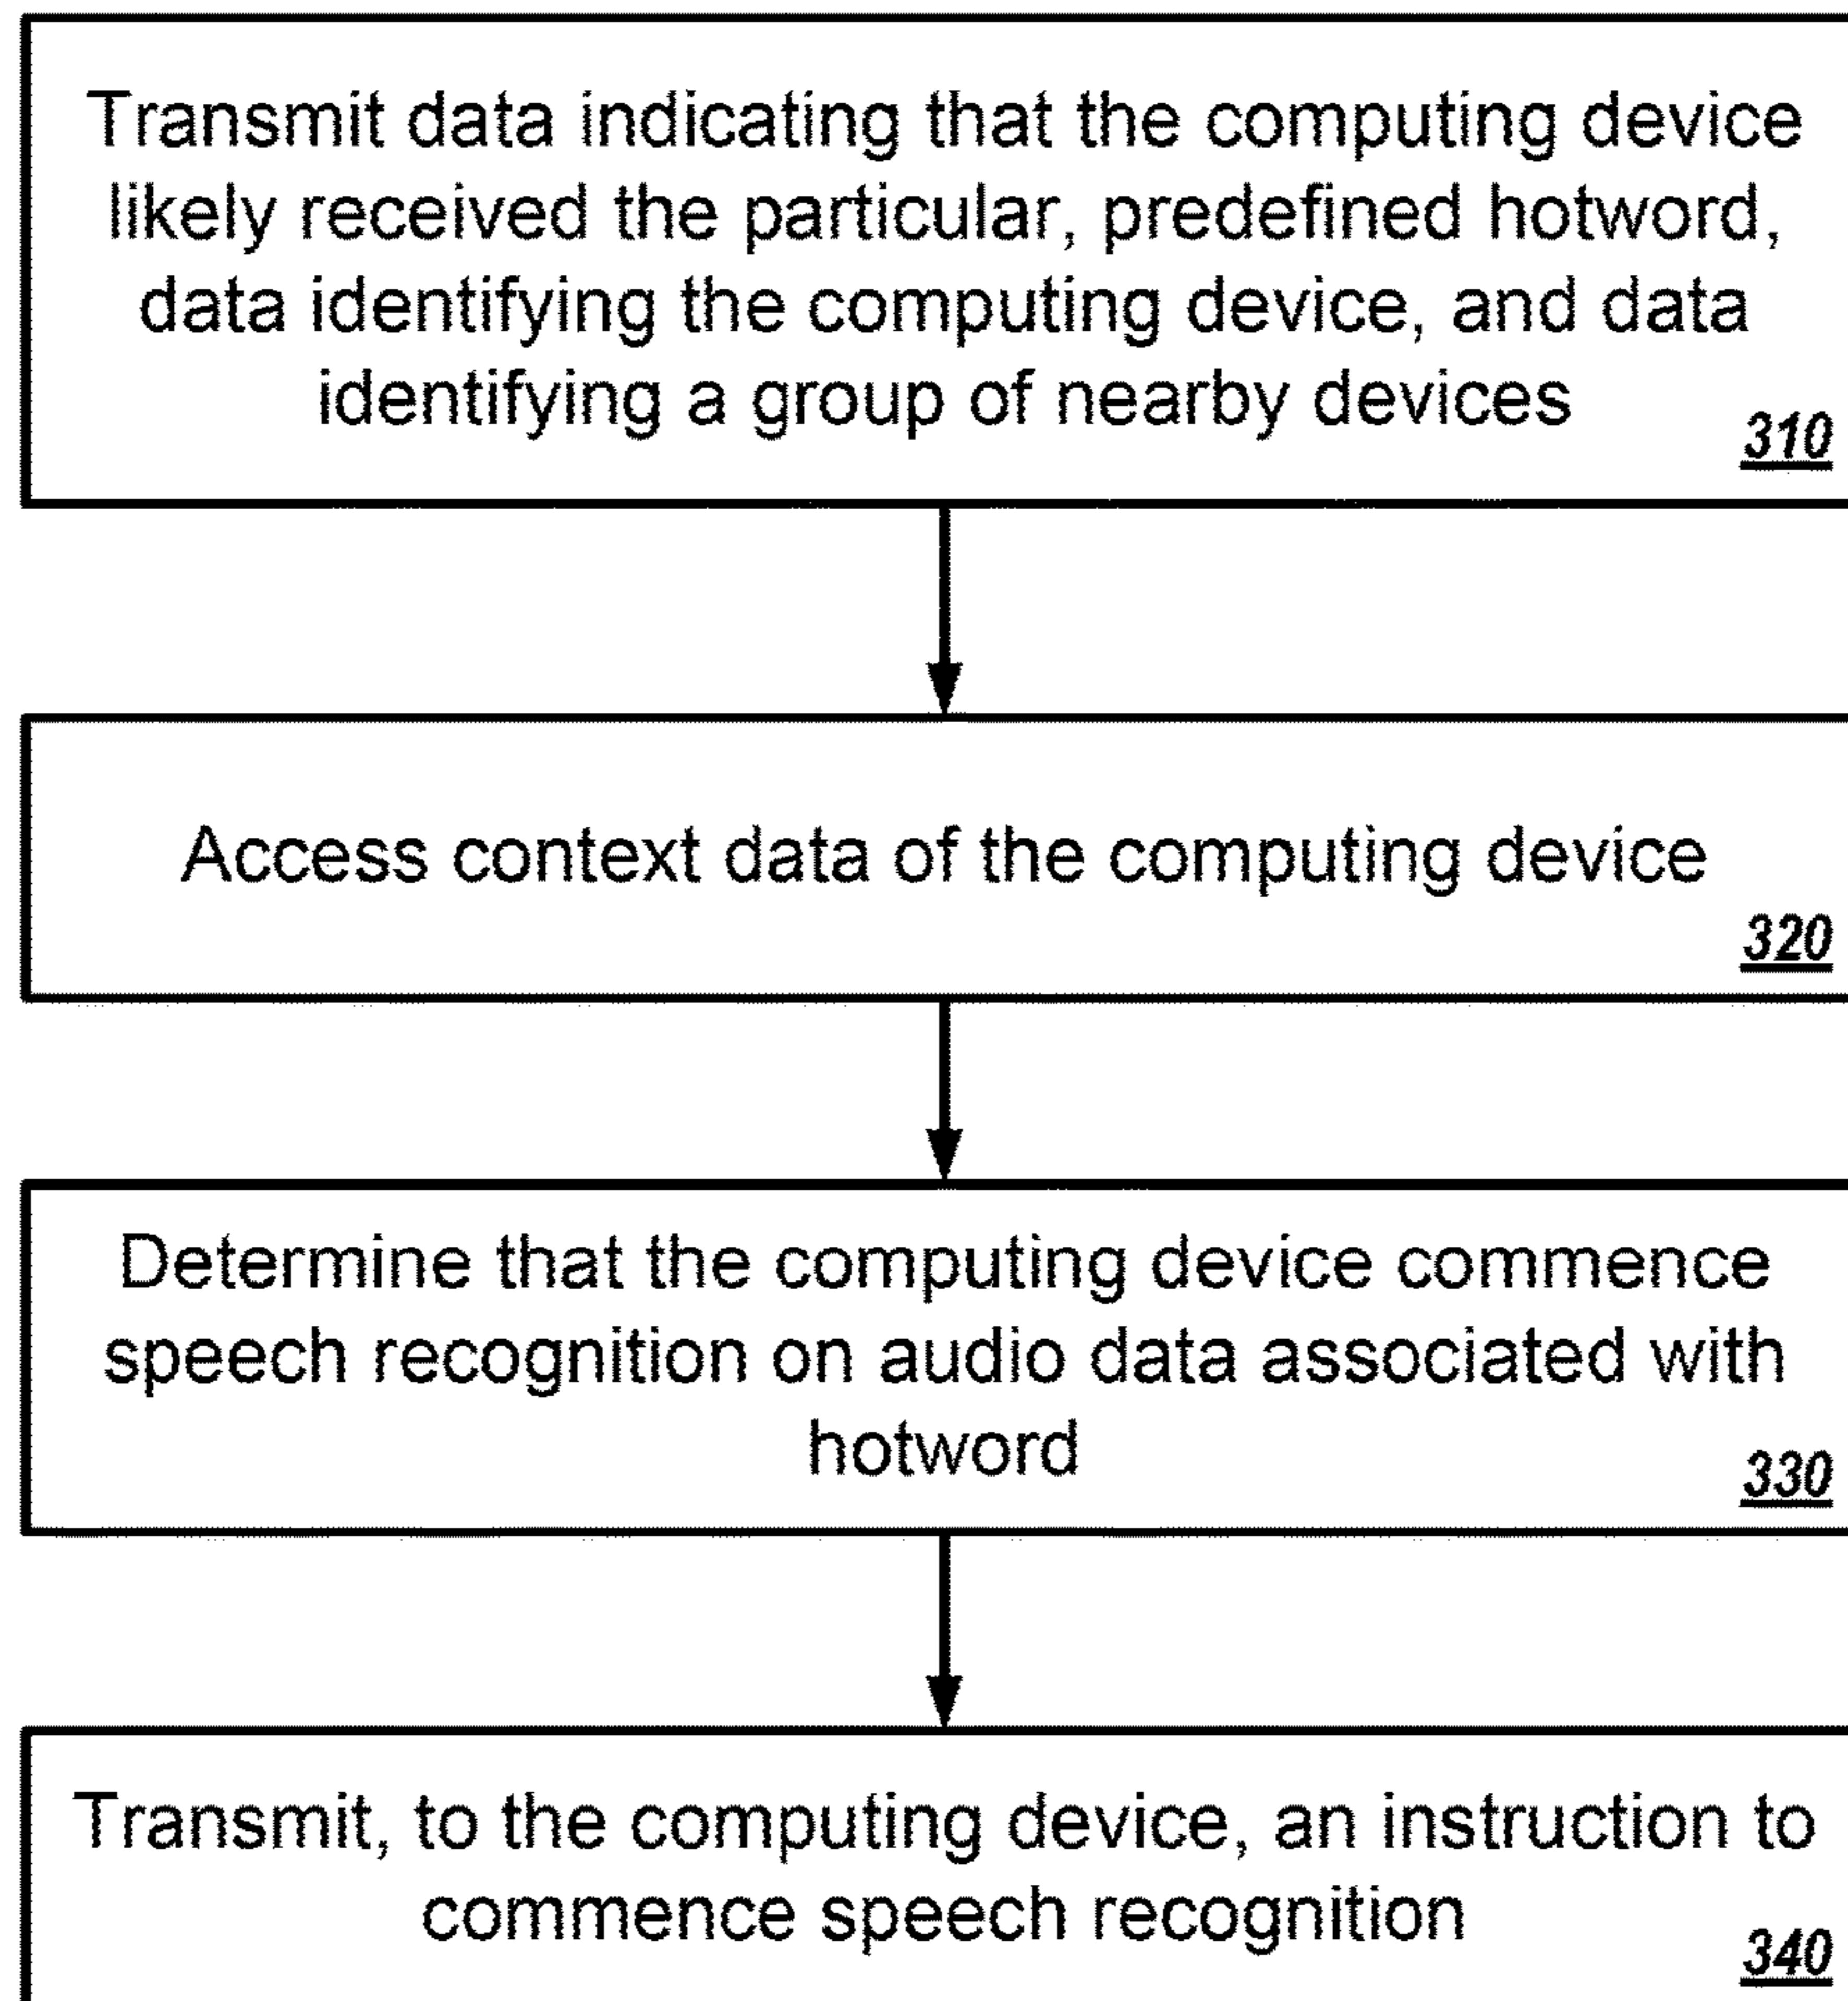 Transmit data indicating that the computing device
likely received the particular, predefined hotword,
data identifying the computing device, and data
identifying a group of nearby devices
310
Access context data of the computing device
320
Determine that the computing device commence
speech recognition on audio data associated with
hotword
330
Transmit, to the computing device, an instruction to
commence speech recognition
340